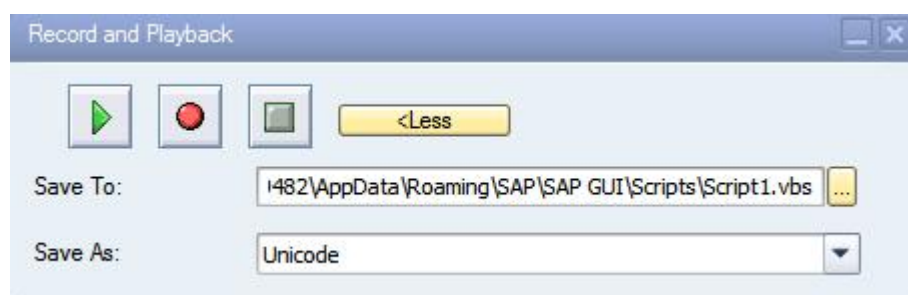 Record and Playback
<Less
Save To: 482\AppData\Roaming\SAP\SAP GUI\Scripts\Script1.vbs ...
Save As: Unicode